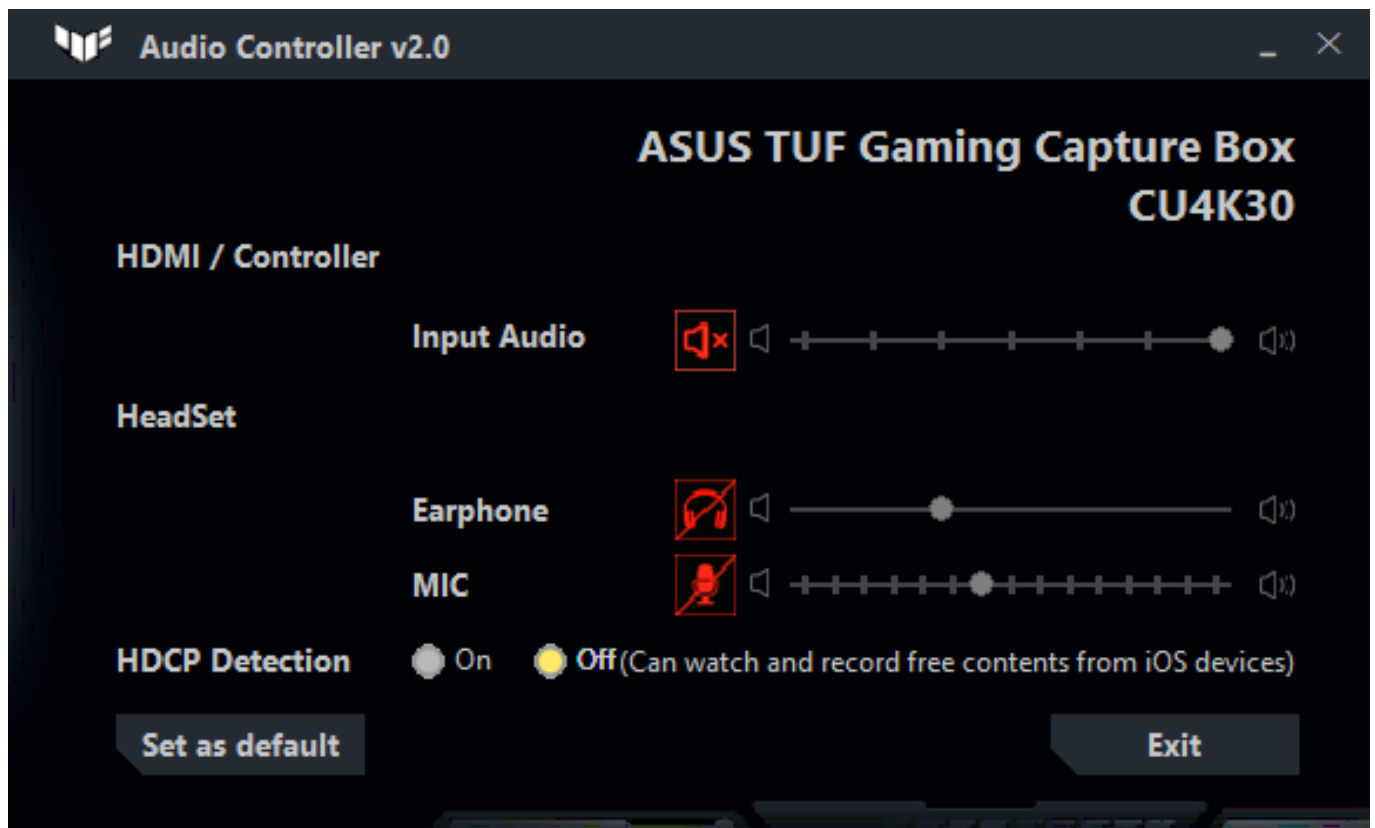 Audio Controller v2.0
ASUS TUF Gaming Capture Box
CU4K30
HDMI / Controller
Input Audio
HeadSet
Earphone
MIC
HDCP Detection On Off (Can watch and record free contents from iOS devices)
Set as default Exit